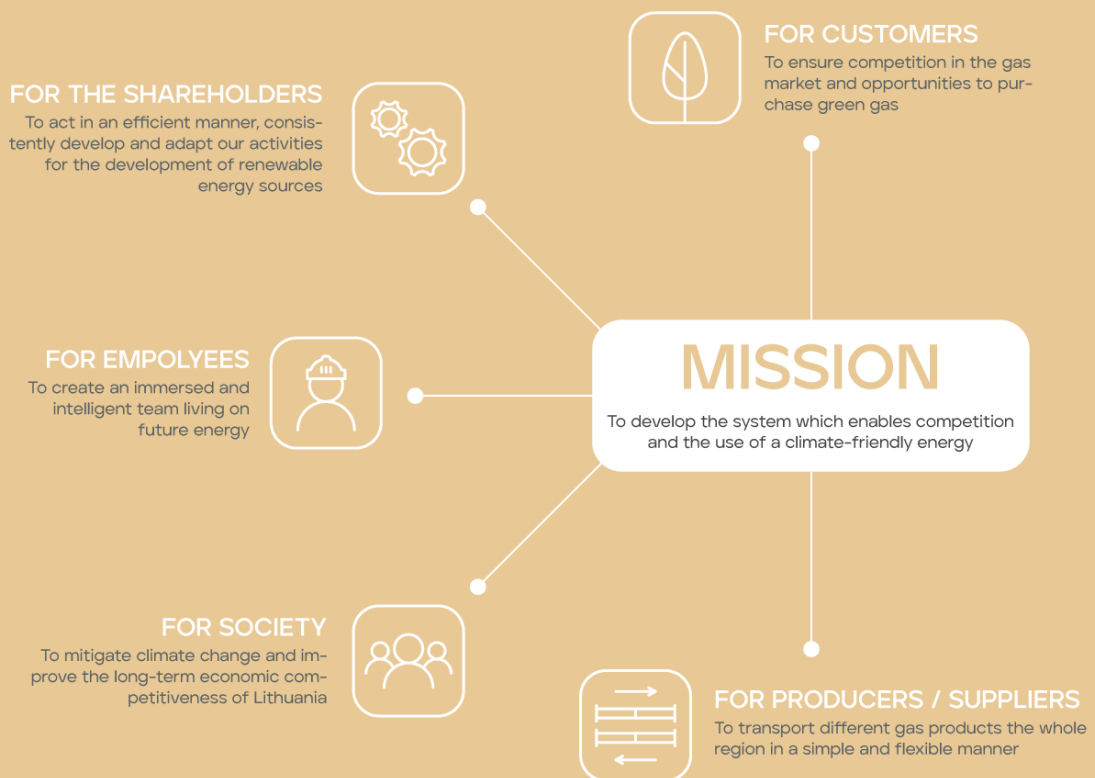 FOR CUSTOMERS
To ensure competition in the gas
market and opportunities to pur-
chase green gas
FOR THE SHAREHOLDERS
To act in an efficient manner, consis-
tently develop and adapt our activities
for the development of renewable
energy sources
MISSION
To develop the system which enables competition
and the use of a climate-friendly energy
FOR EMPOLYEES
To create an immersed and
intelligent team living on
future energy
FOR SOCIETY
To mitigate climate change and im-
prove the long-term economic com-
petitiveness of Lithuania
FOR PRODUCERS / SUPPLIERS
To transport different gas products the whole
region in a simple and flexible manner